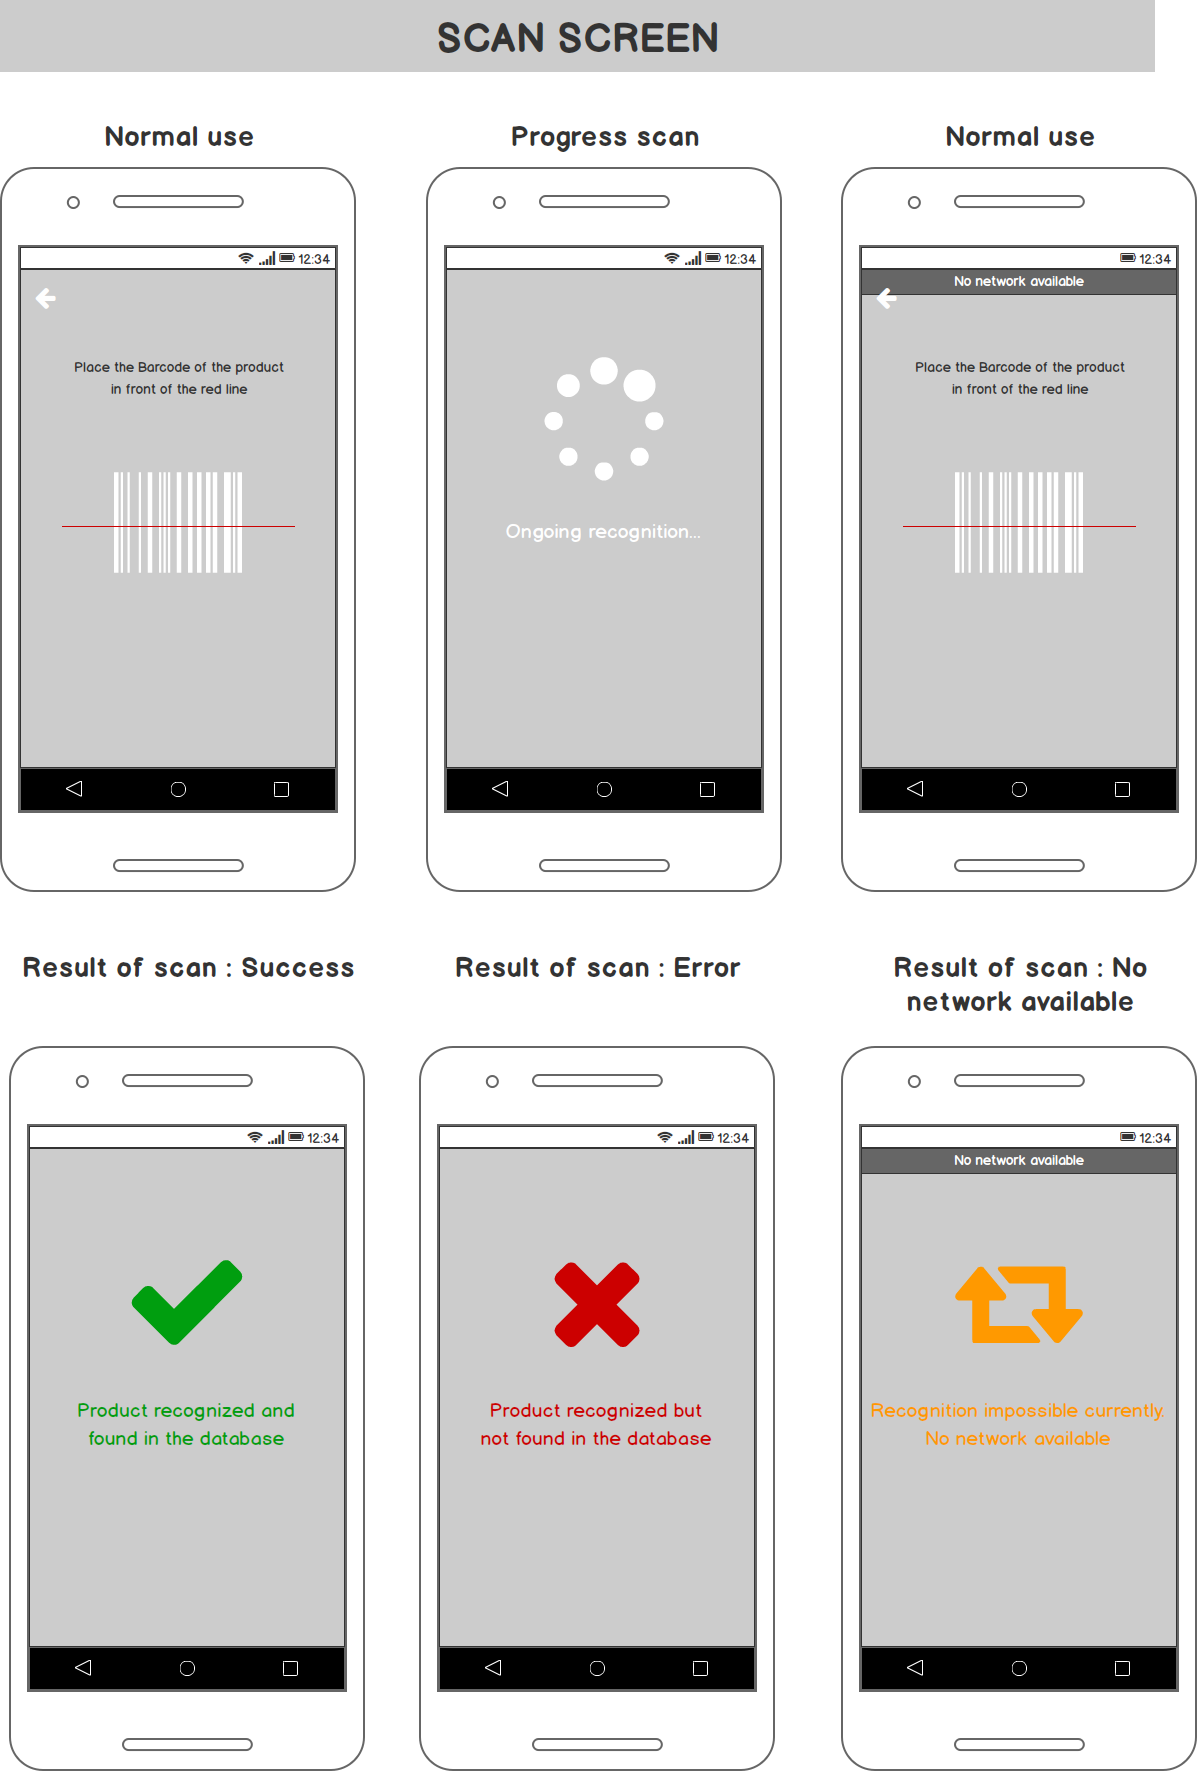 SCAN SCREEN
Normal use
Progress scan
Normal use
12:34
12:34
12:34
No network available
Place the Barcode of the product
in front of the red line
Ongoing recognition...
Place the Barcode of the product
in front of the red line
Result of scan : Success
Result of scan : Error
Result of scan : No
network available
12:34
12:34
12:34
No network available
Product recognized and
found in the database
Product recognized but
not found in the database
Recognition impossible currently.
No network available